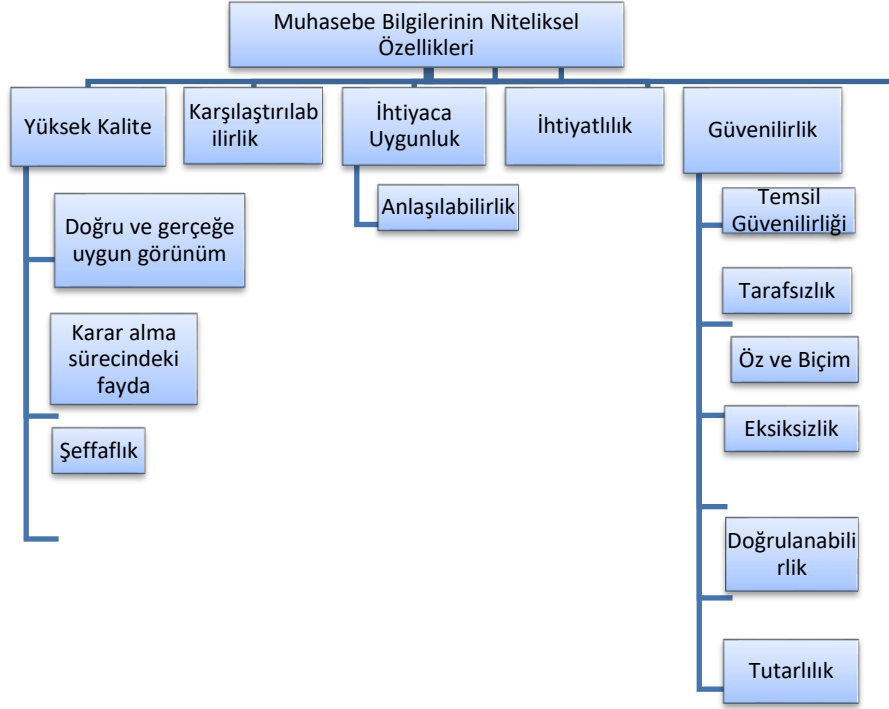 Muhasebe Bilgilerinin Niteliksel
Özellikleri
Yüksek Kalite
Karşılaştırılab
ilirlik
İhtiyaca
Uygunluk
İhtiyatlılık
Güvenilirlik
Doğru ve gerçeğe
uygun görünüm
Karar alma
sürecindeki
fayda
Şeffaflık
Anlaşılabilirlik
Temsil
Güvenilirliği
Tarafsızlık
Öz ve Biçim
Eksiksizlik
Doğrulanabili
rlik
Tutarlılık